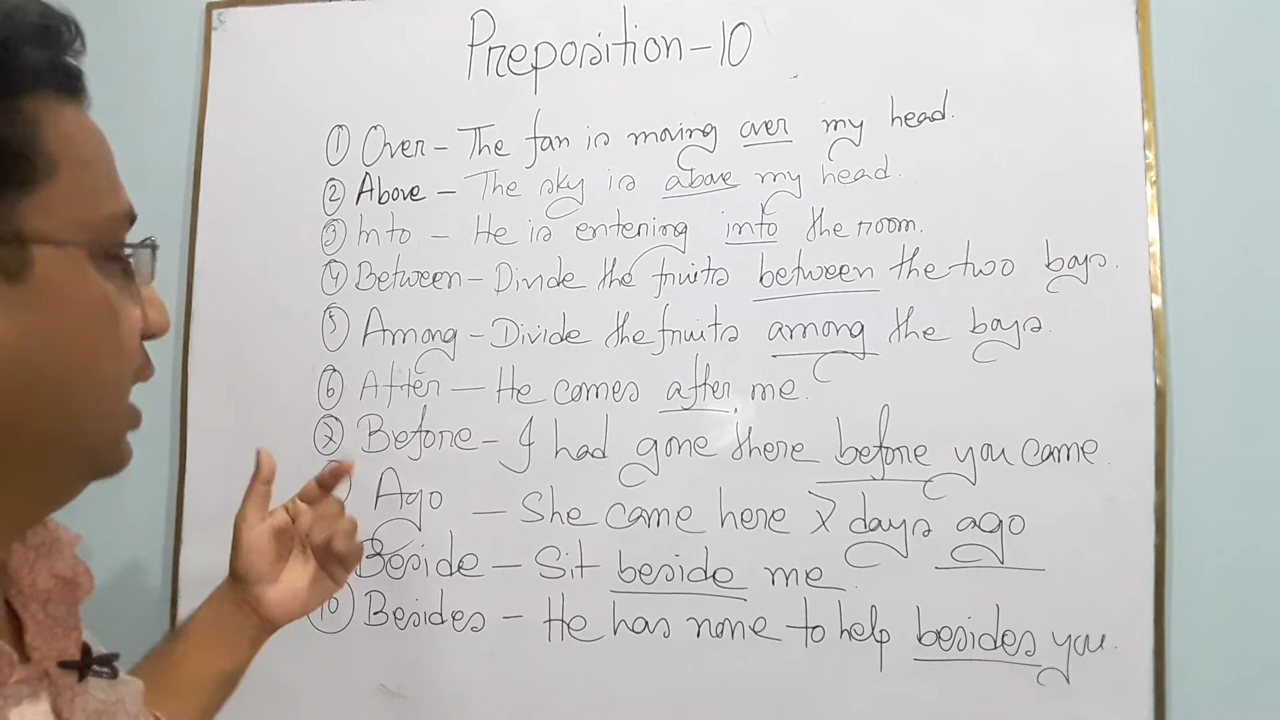 Preposition-10
① Over - The fan is moving over my head.
② Above - The sky is above my head.
③ Into - He is entening into the room.
④ Between - Divide the fruits between the two boys.
⑤ Among - Divide the fruits among the boys.
⑥ After - He comes after me.
⑦ Before - I had gone there before you came.
Ago - She came here 7 days ago
Beside - Sit beside me.
⑩ Besides - He has none to help besides you.